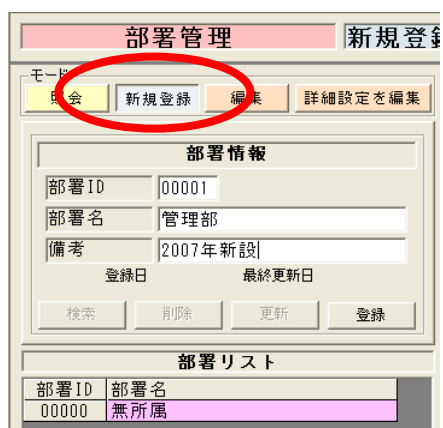 部署管理 新規登録
モード
照会 新規登録 編集 詳細設定を編集
部署情報
部署ID 00001
部署名 管理部
備考 2007年新設
登録日 最終更新日
検索 削除 更新 登録
部署リスト
部署ID 部署名
00000 無所属